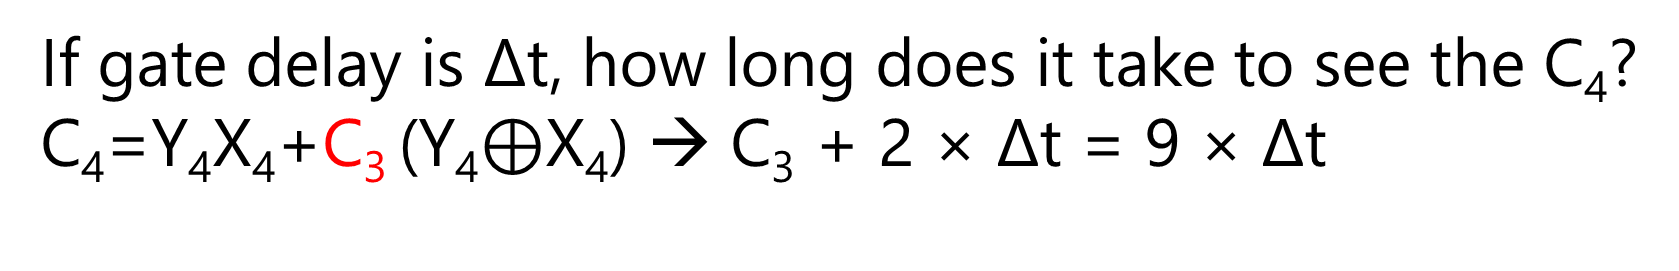 If gate delay is Δt, how long does it take to see the C₄?
C₄=Y₄X₄+C₃ (Y₄⊕X₄) → C₃ + 2 × Δt = 9 × Δt